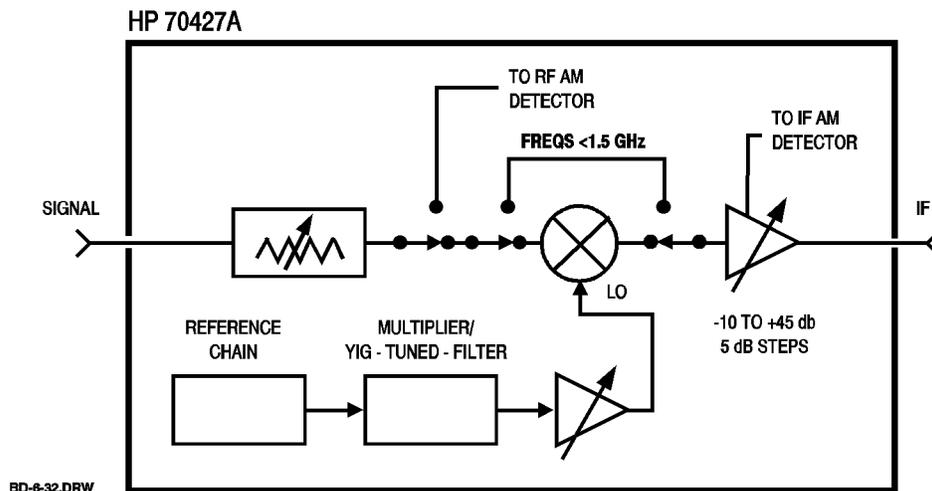 HP 70427A
TO RF AM
DETECTOR
TO IF AM
DETECTOR
FREQS <1.5 GHz
SIGNAL
IF
LO
REFERENCE
CHAIN
MULTIPLIER/
YIG - TUNED - FILTER
-10 TO +45 db
5 dB STEPS
BD-6-32.DRW